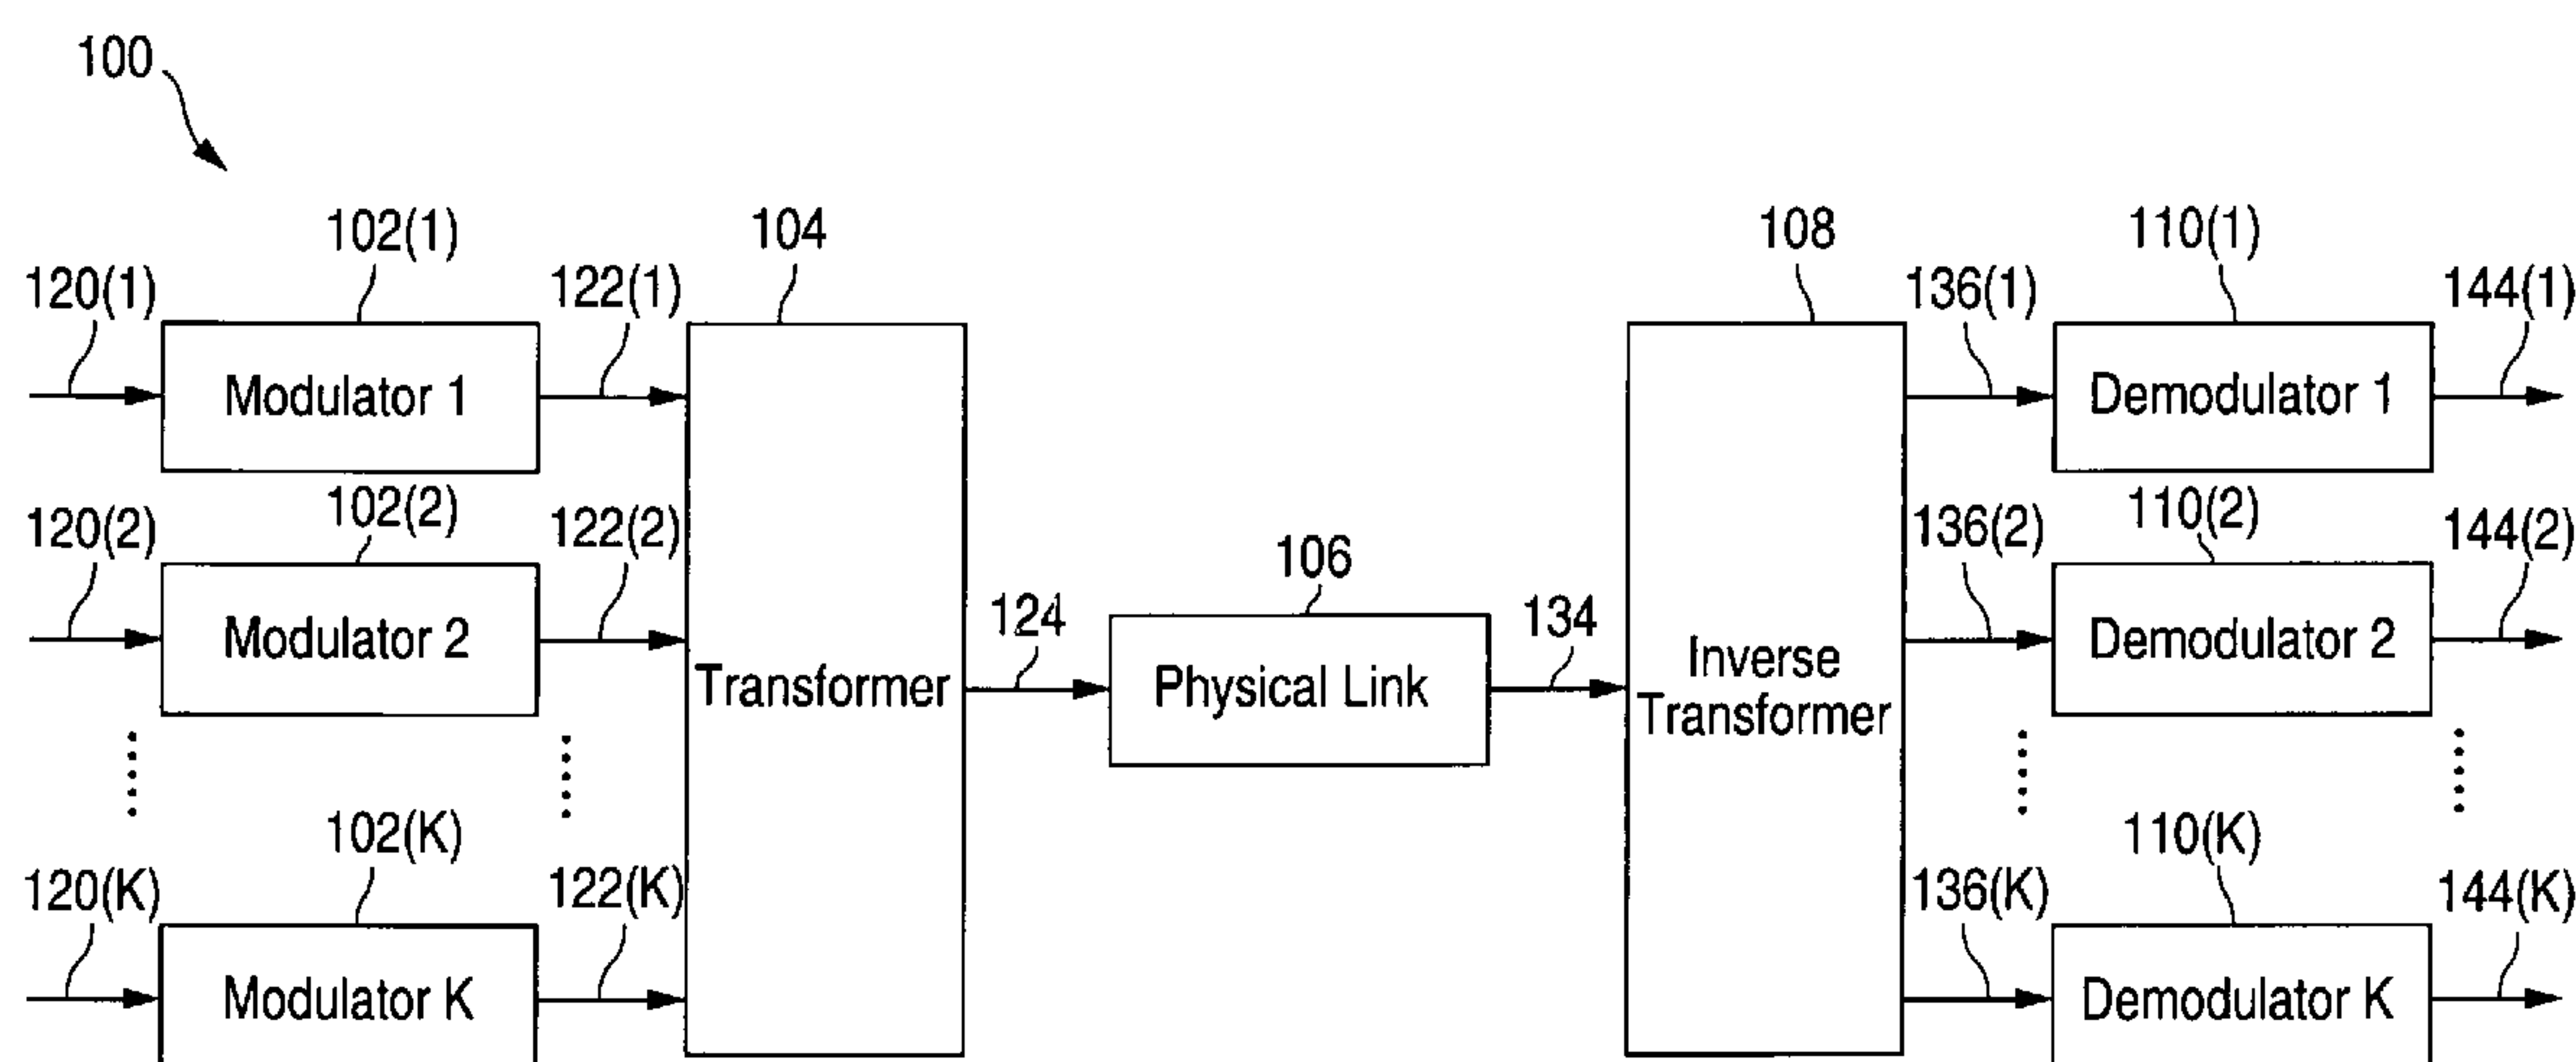 100
102(1)
104
108
110(1)
120(1)
122(1)
136(1)
144(1)
Modulator 1
Demodulator 1
102(2)
110(2)
120(2)
122(2)
136(2)
144(2)
106
124
134
Modulator 2
Transformer
Physical Link
Inverse
Transformer
Demodulator 2
102(K)
110(K)
120(K)
122(K)
136(K)
144(K)
Modulator K
Demodulator K